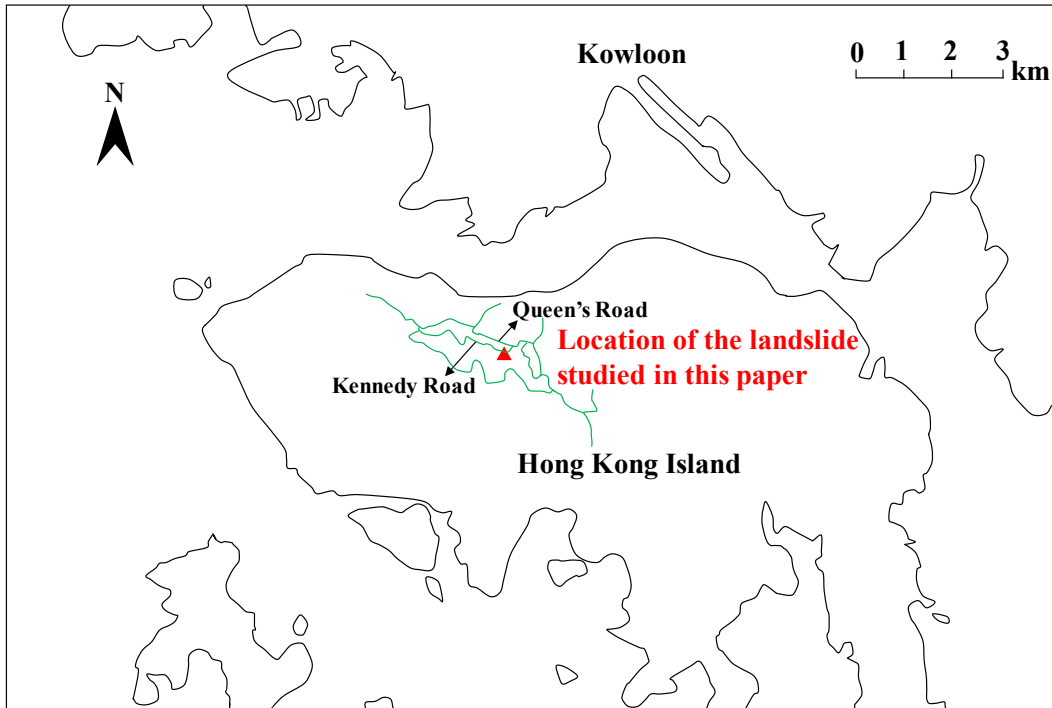 Kowloon
0 1 2 3
km
N
Queen's Road
Location of the landslide
studied in this paper
Kennedy Road
Hong Kong Island